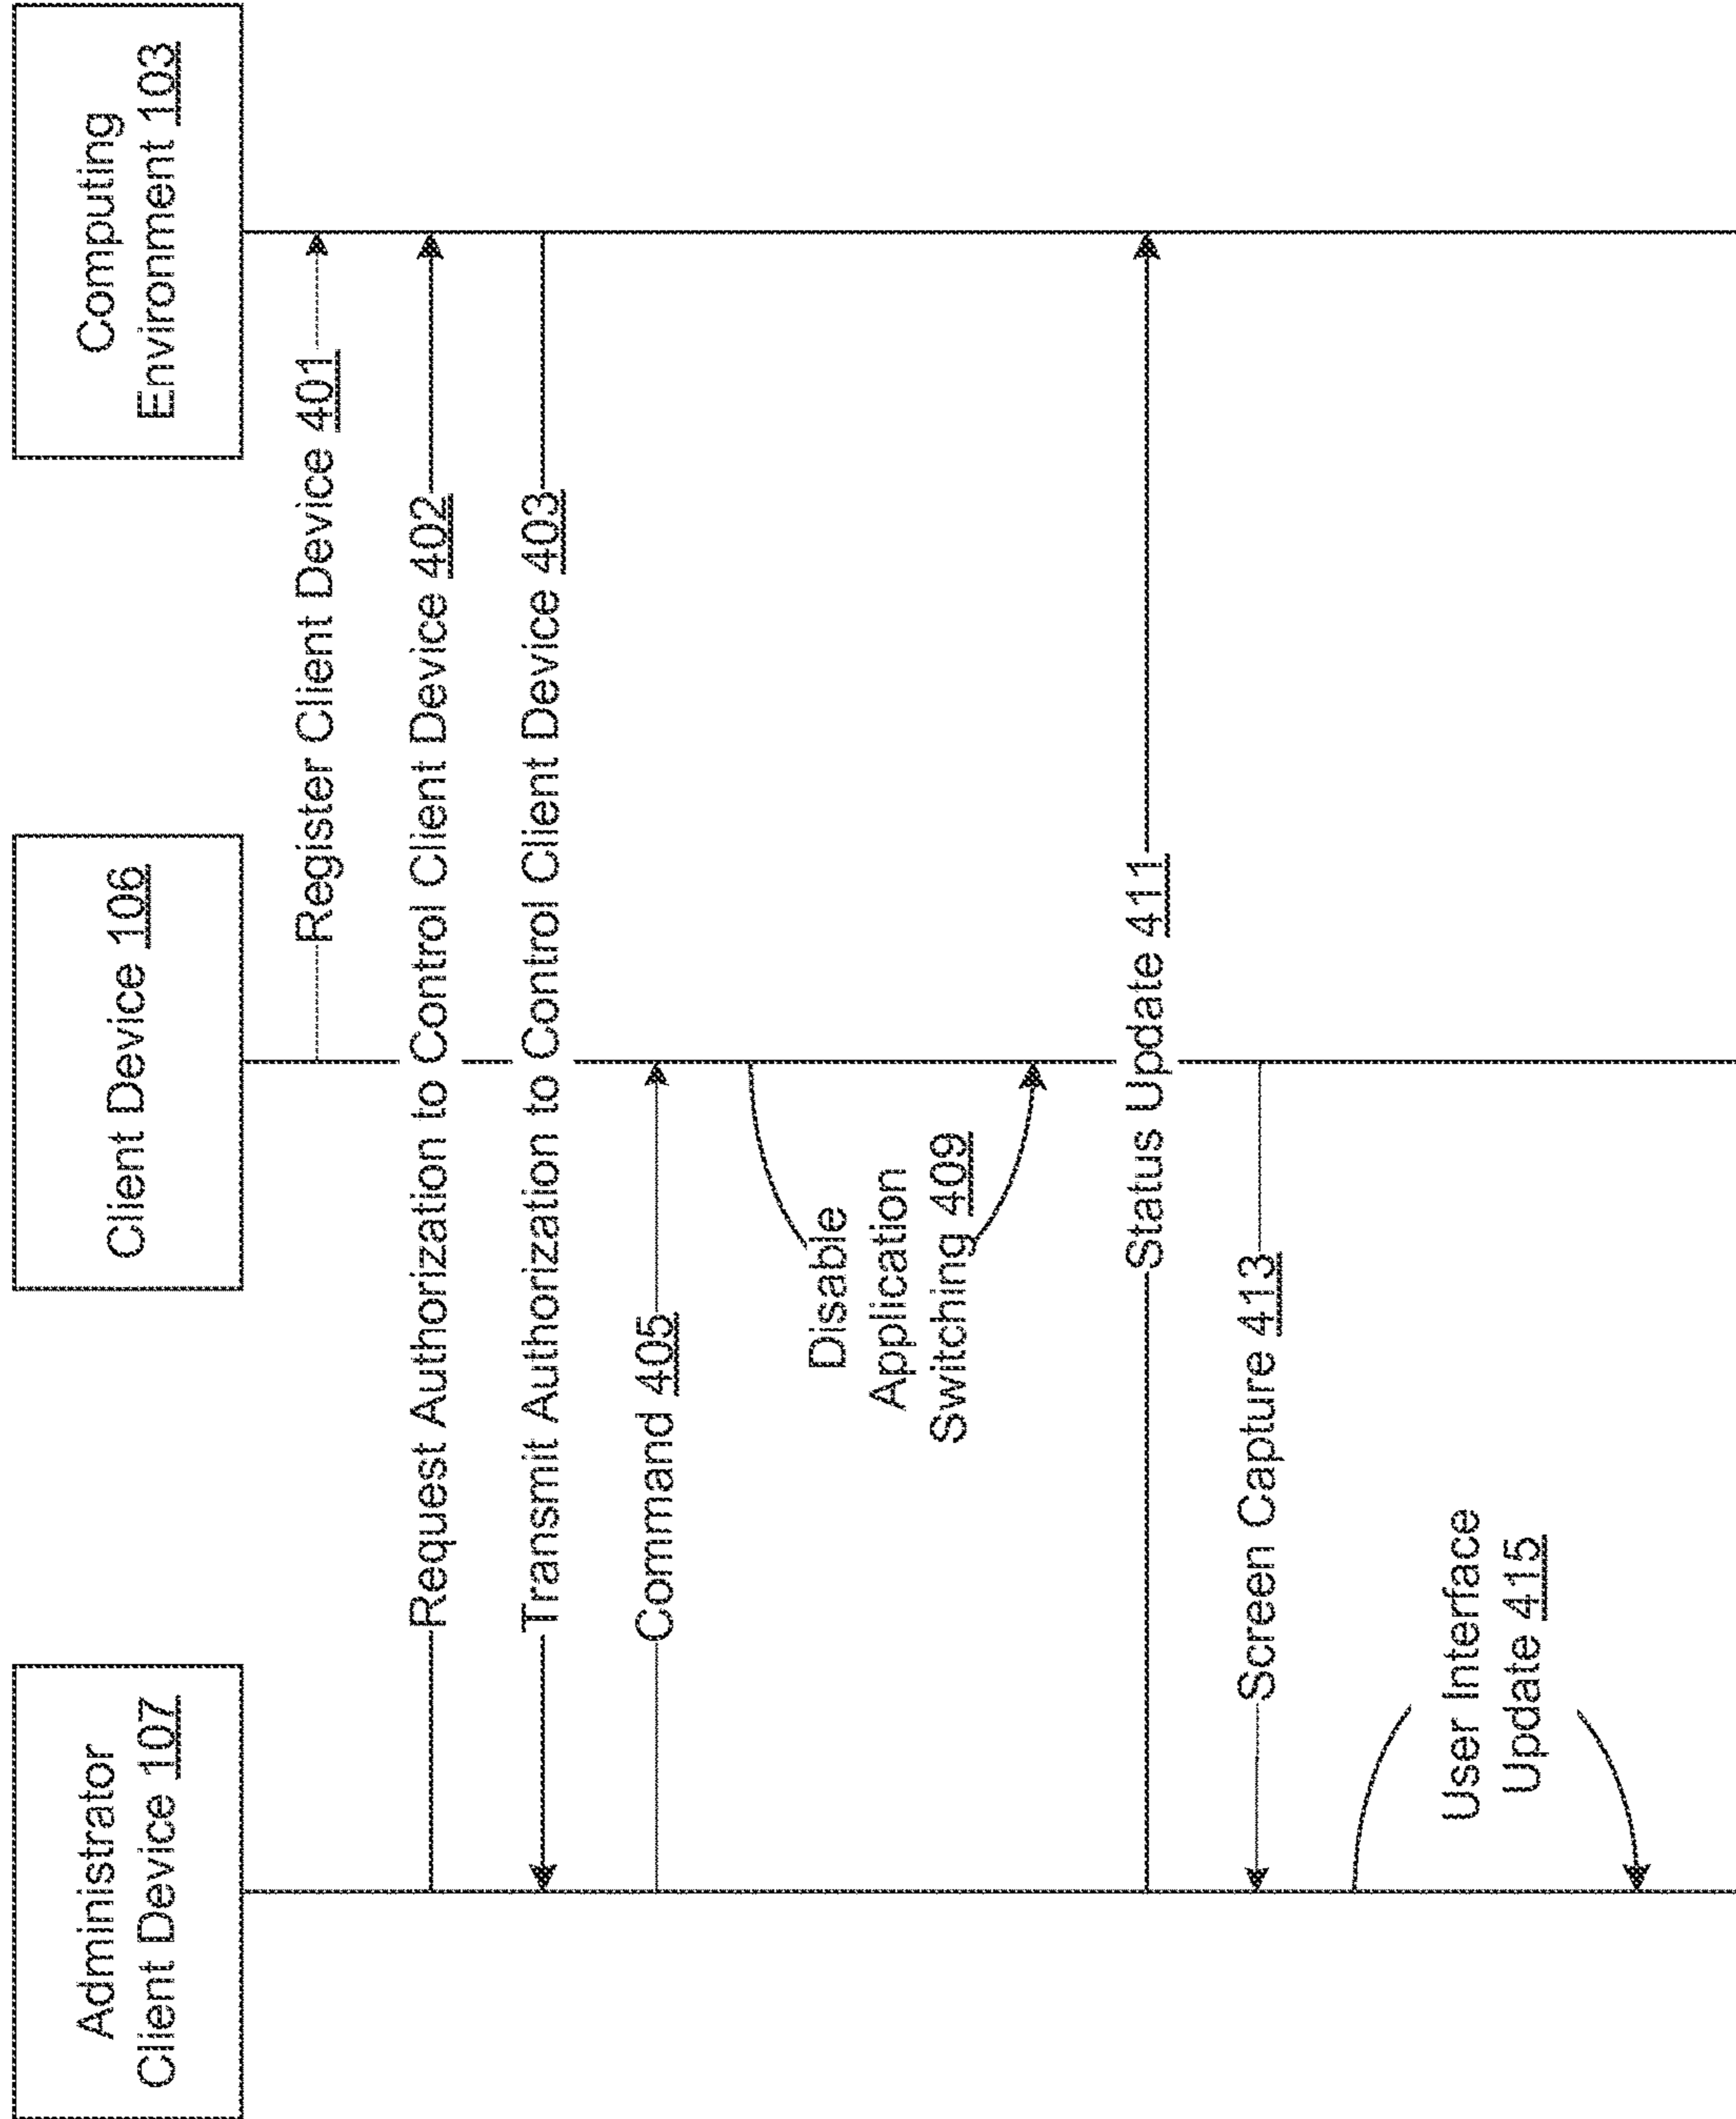 Administrator
Client Device 107
Client Device 106
Computing
Environment 103
Register Client Device 401
Request Authorization to Control Client Device 402
Transmit Authorization to Control Client Device 403
Command 405
Disable
Application
Switching 409
Status Update 411
Screen Capture 413
User Interface
Update 415